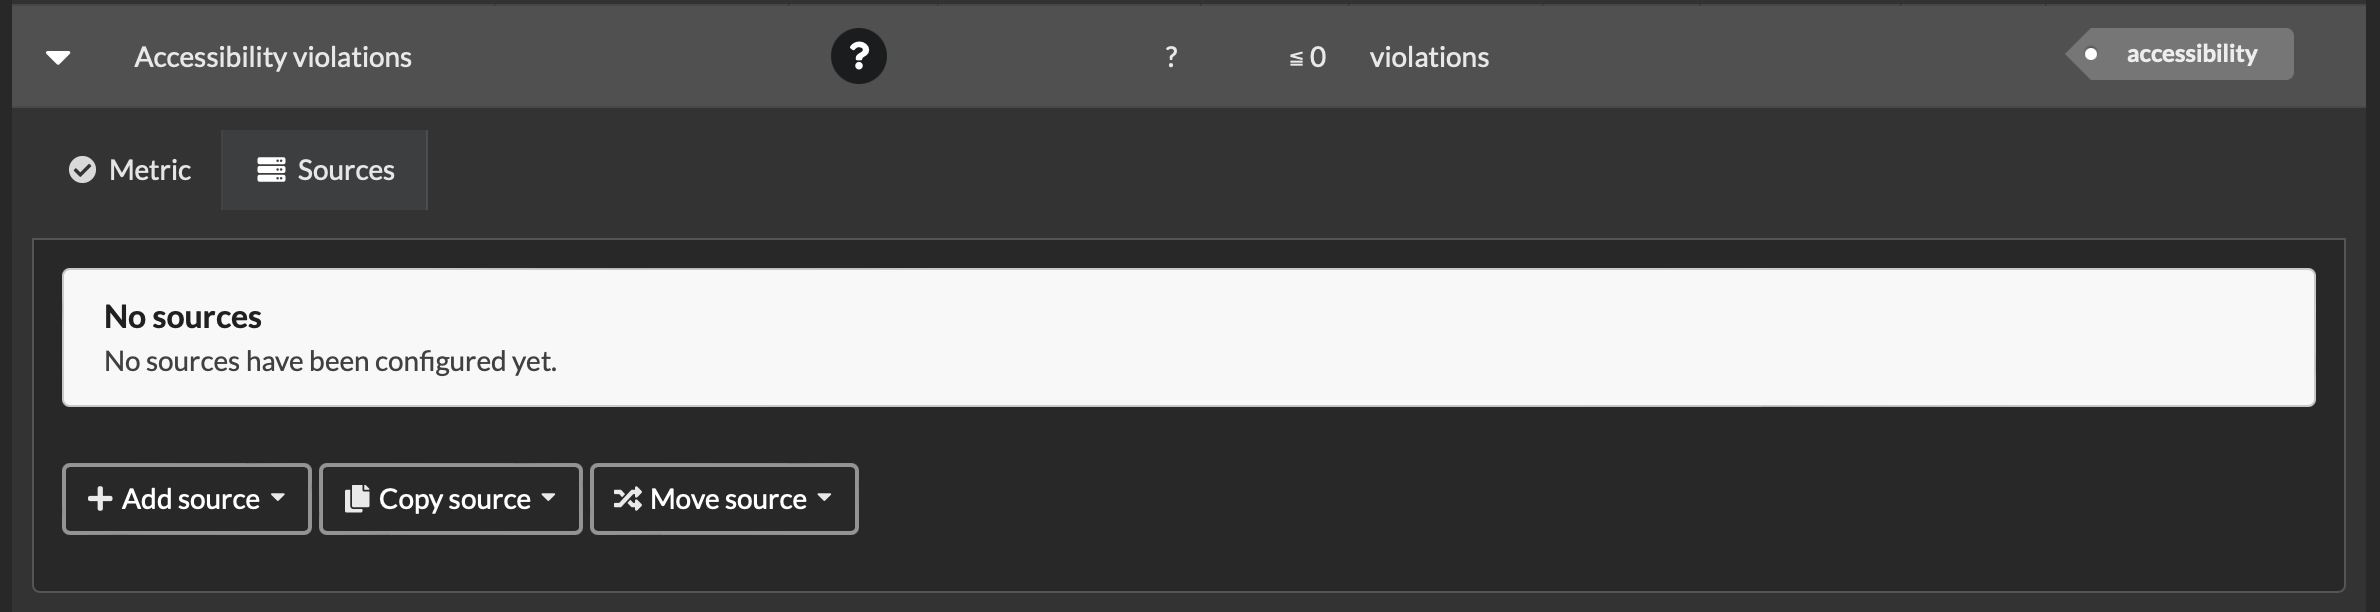 Accessibility violations ? ? ≦ 0 violations accessibility
Metric Sources
No sources
No sources have been configured yet.
Add source Copy source Move source